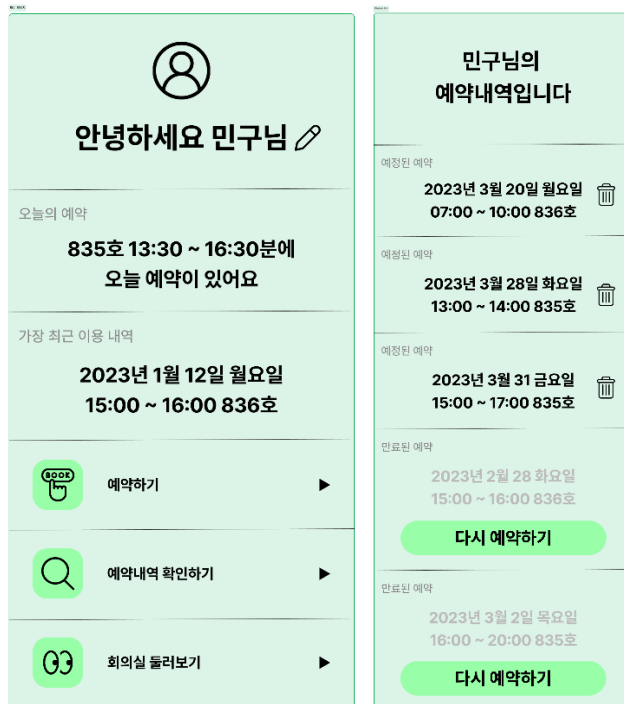 안녕하세요 민구님
오늘의 예약
835호 13:30 ~ 16:30분에
오늘 예약이 있어요
가장 최근 이용 내역
2023년 1월 12일 월요일
15:00 ~ 16:00 836호
BOOK
예약하기
예약내역 확인하기
회의실 둘러보기
민구님의
예약내역입니다
예정된 예약
2023년 3월 20일 월요일
07:00 ~ 10:00 836호
예정된 예약
2023년 3월 28일 화요일
13:00 ~ 14:00 835호
예정된 예약
2023년 3월 31 금요일
15:00 ~ 17:00 835호
만료된 예약
2023년 2월 28 화요일
15:00 ~ 16:00 836호
다시 예약하기
만료된 예약
2023년 3월 2일 목요일
16:00 ~ 20:00 835호
다시 예약하기